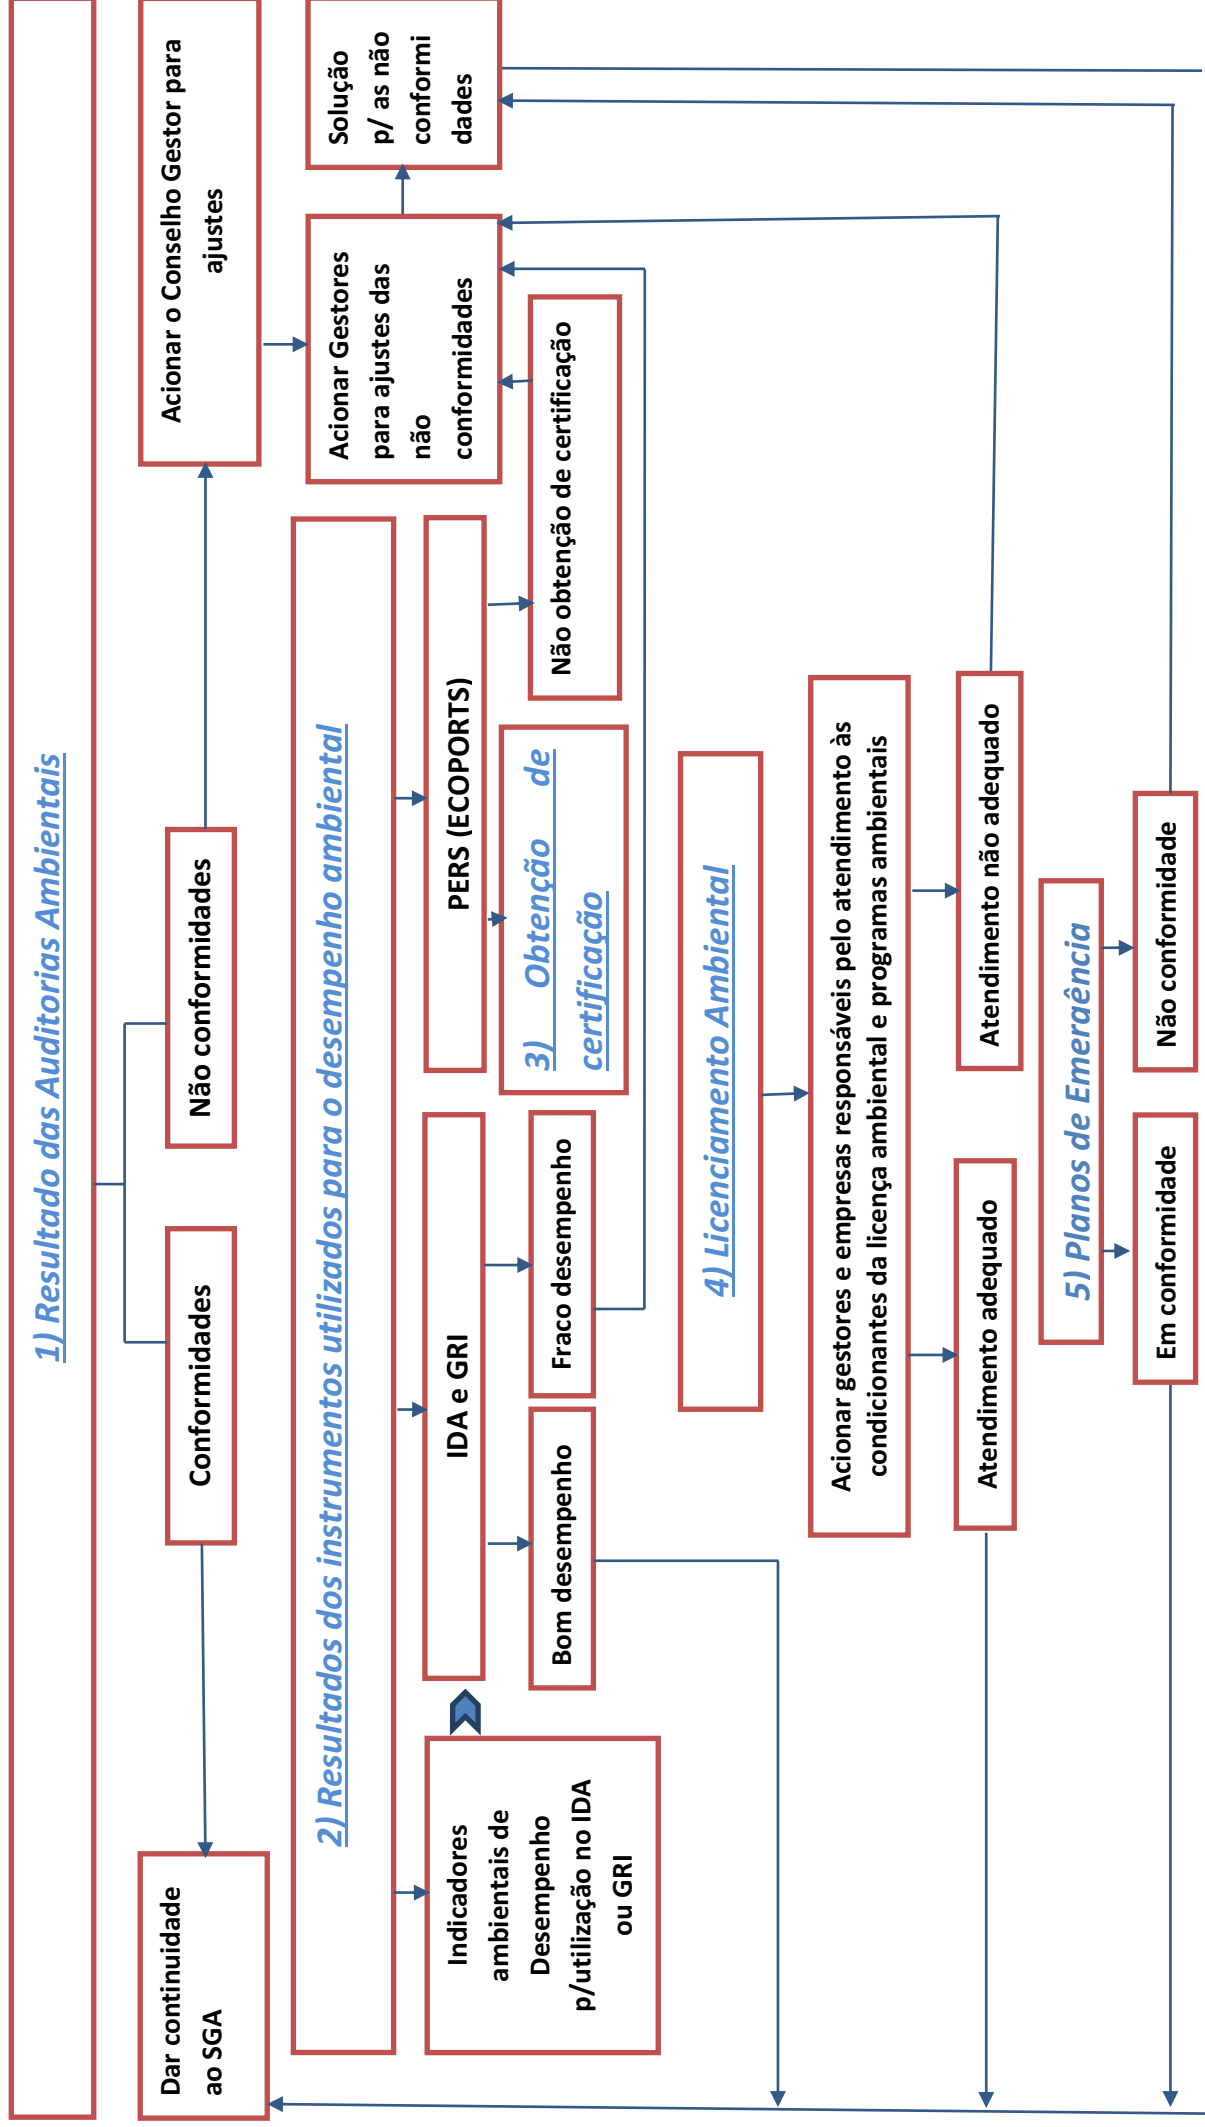 1) Resultado das Auditorias Ambientais
Dar continuidade
ao SGA
Conformidades
Não conformidades
Acionar o Conselho Gestor para
ajustes
2) Resultados dos instrumentos utilizados para o desempenho ambiental
Acionar Gestores
para ajustes das
não
conformidades
Solução
p/ as não
conformi
dades
Indicadores
ambientais de
Desempenho
p/utilização no IDA
ou GRI
IDA e GRI
PERS (ECOPORTS)
Bom desempenho
Fraco desempenho
3) Obtenção de
certificação
Não obtenção de certificação
4) Licenciamento Ambiental
Acionar gestores e empresas responsáveis pelo atendimento às
condicionantes da licença ambiental e programas ambientais
Atendimento adequado
Atendimento não adequado
5) Planos de Emeraência
Em conformidade
Não conformidade